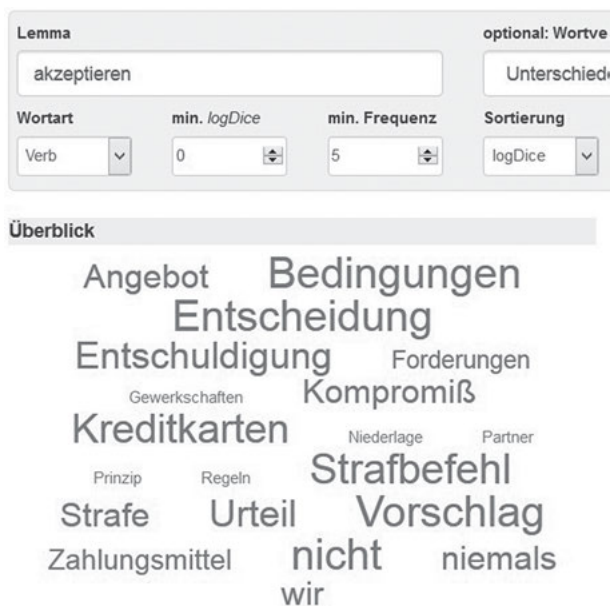 Lemma optional: Wortve
akzeptieren Unterschied
Wortart min. logDice min. Frequenz Sortierung
Verb 0 5 logDice
Überblick
Angebot Bedingungen
Entscheidung
Entschuldigung Forderungen
Gewerkschaften Kompromiß
Kreditkarten Niederlage Partner
Prinzip Regeln Strafbefehl
Strafe Urteil Vorschlag
Zahlungsmittel nicht niemals
wir